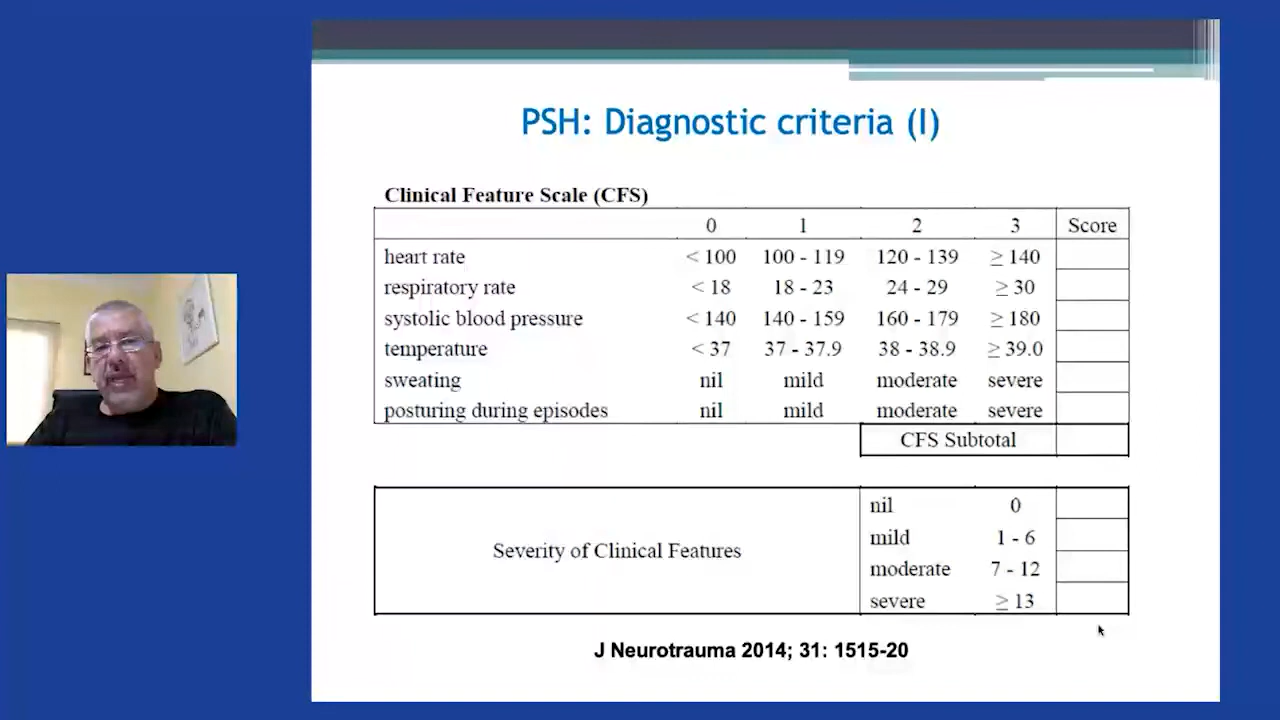 PSH: Diagnostic criteria (I)
Clinical Feature Scale (CFS)
0 1 2 3 Score
heart rate < 100 100 - 119 120 - 139 ≥ 140
respiratory rate < 18 18 - 23 24 - 29 ≥ 30
systolic blood pressure < 140 140 - 159 160 - 179 ≥ 180
temperature < 37 37 - 37.9 38 - 38.9 ≥ 39.0
sweating nil mild moderate severe
posturing during episodes nil mild moderate severe
CFS Subtotal
Severity of Clinical Features
nil 0
mild 1 - 6
moderate 7 - 12
severe ≥ 13
J Neurotrauma 2014; 31: 1515-20